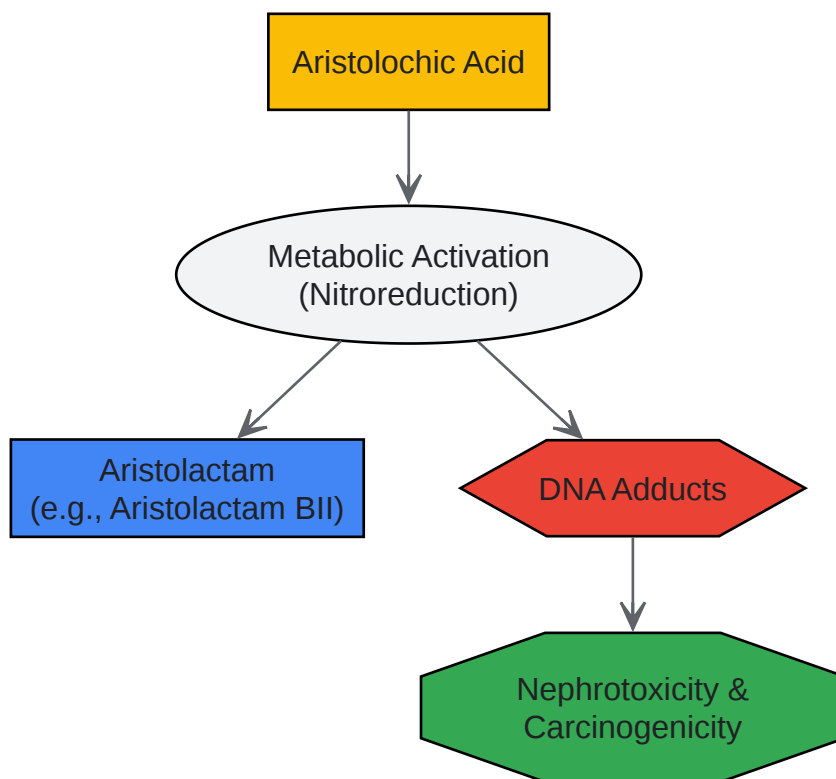 Aristolochic Acid
Metabolic Activation
(Nitroreduction)
Aristolactam
(e.g., Aristolactam BII)
DNA Adducts
Nephrotoxicity &
Carcinogenicity